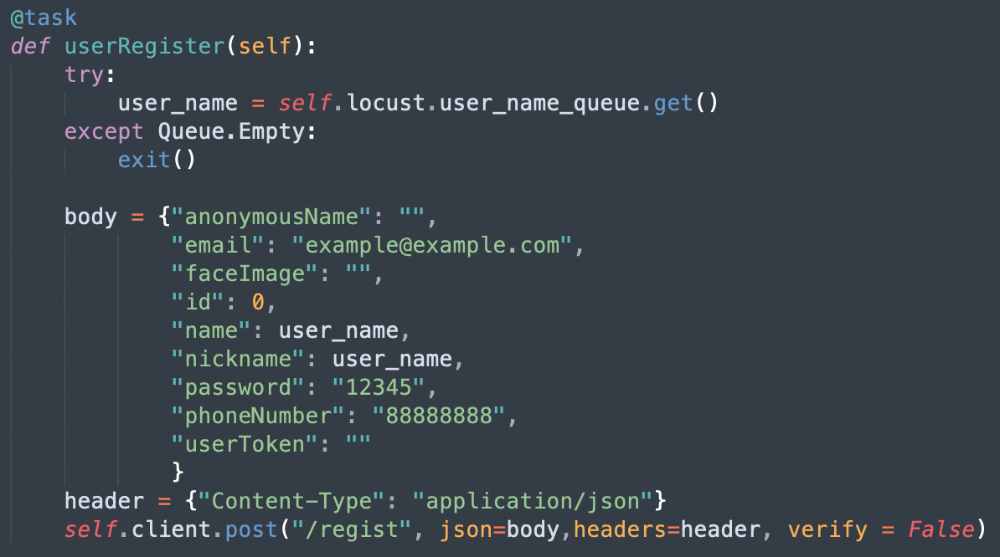 @task
def userRegister(self):
    try:
        user_name = self.locust.user_name_queue.get()
    except Queue.Empty:
        exit()

    body = {"anonymousName": "",
            "email": "example@example.com",
            "faceImage": "",
            "id": 0,
            "name": user_name,
            "nickname": user_name,
            "password": "12345",
            "phoneNumber": "88888888",
            "userToken": ""
            }
    header = {"Content-Type": "application/json"}
    self.client.post("/regist", json=body,headers=header, verify = False)